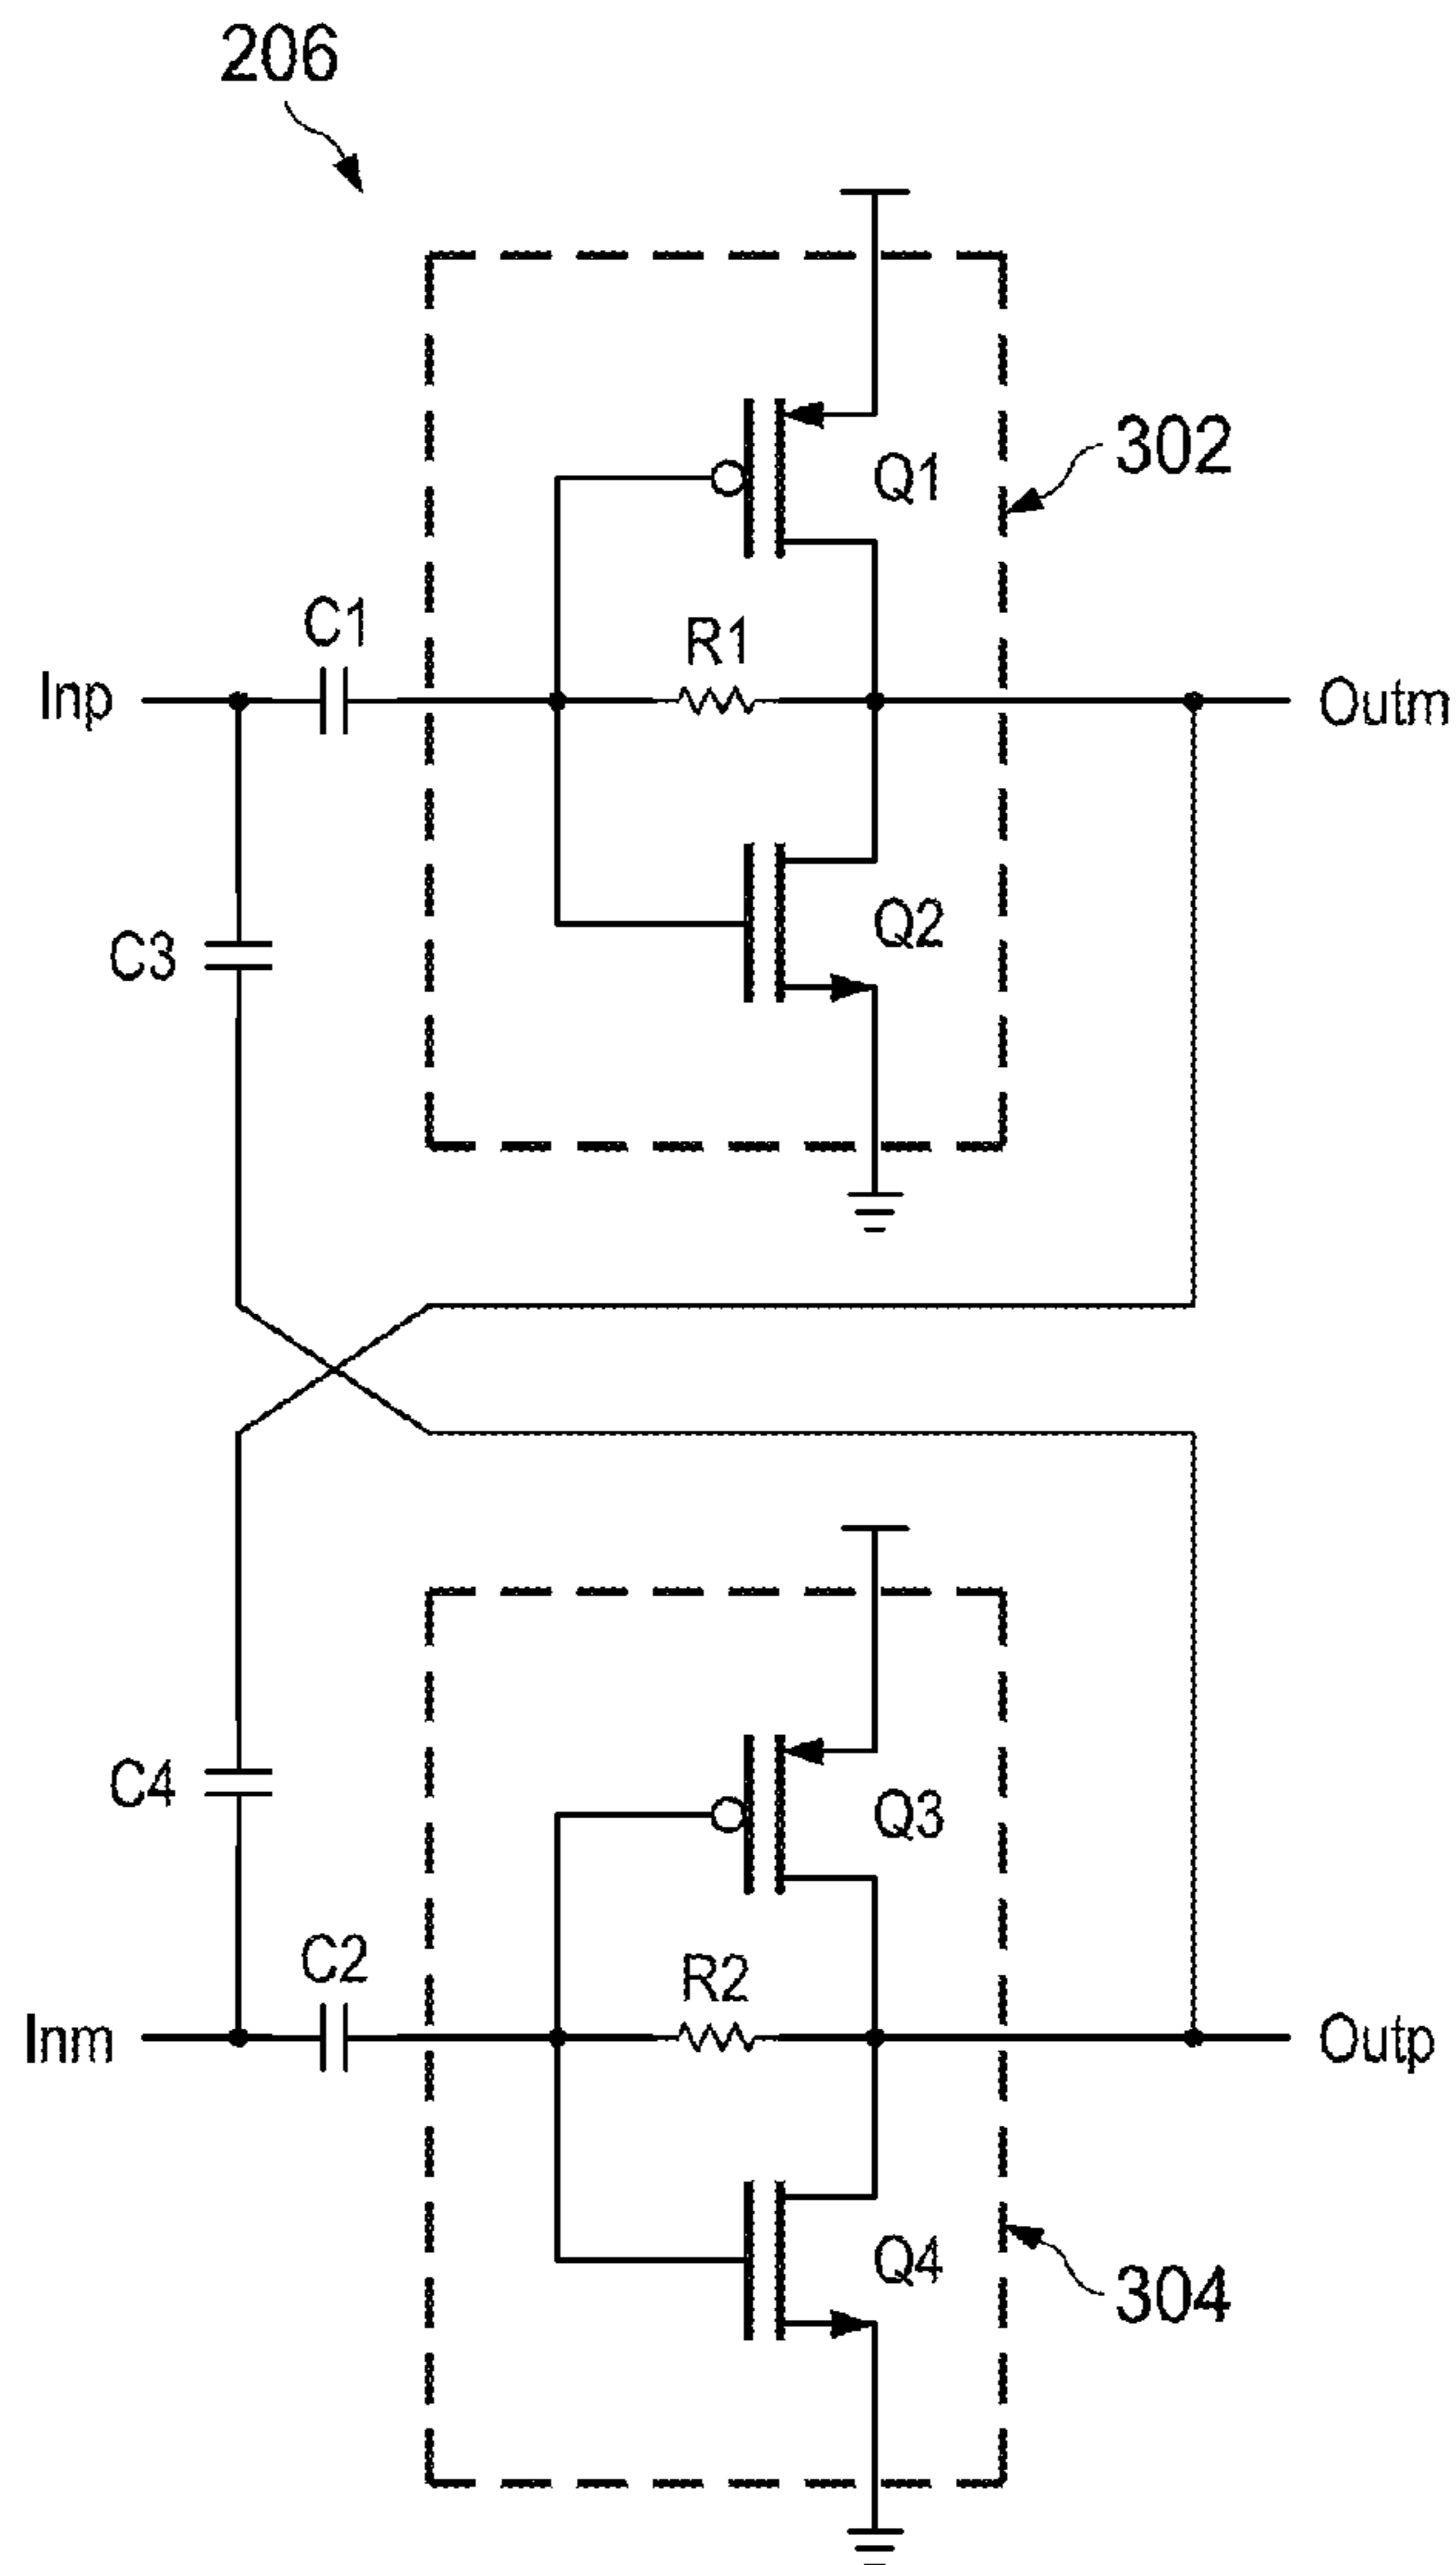 206
302
Q1
C1
R1
Inp
Outm
Q2
C3
C4
Q3
C2
R2
Inm
Outp
Q4
304